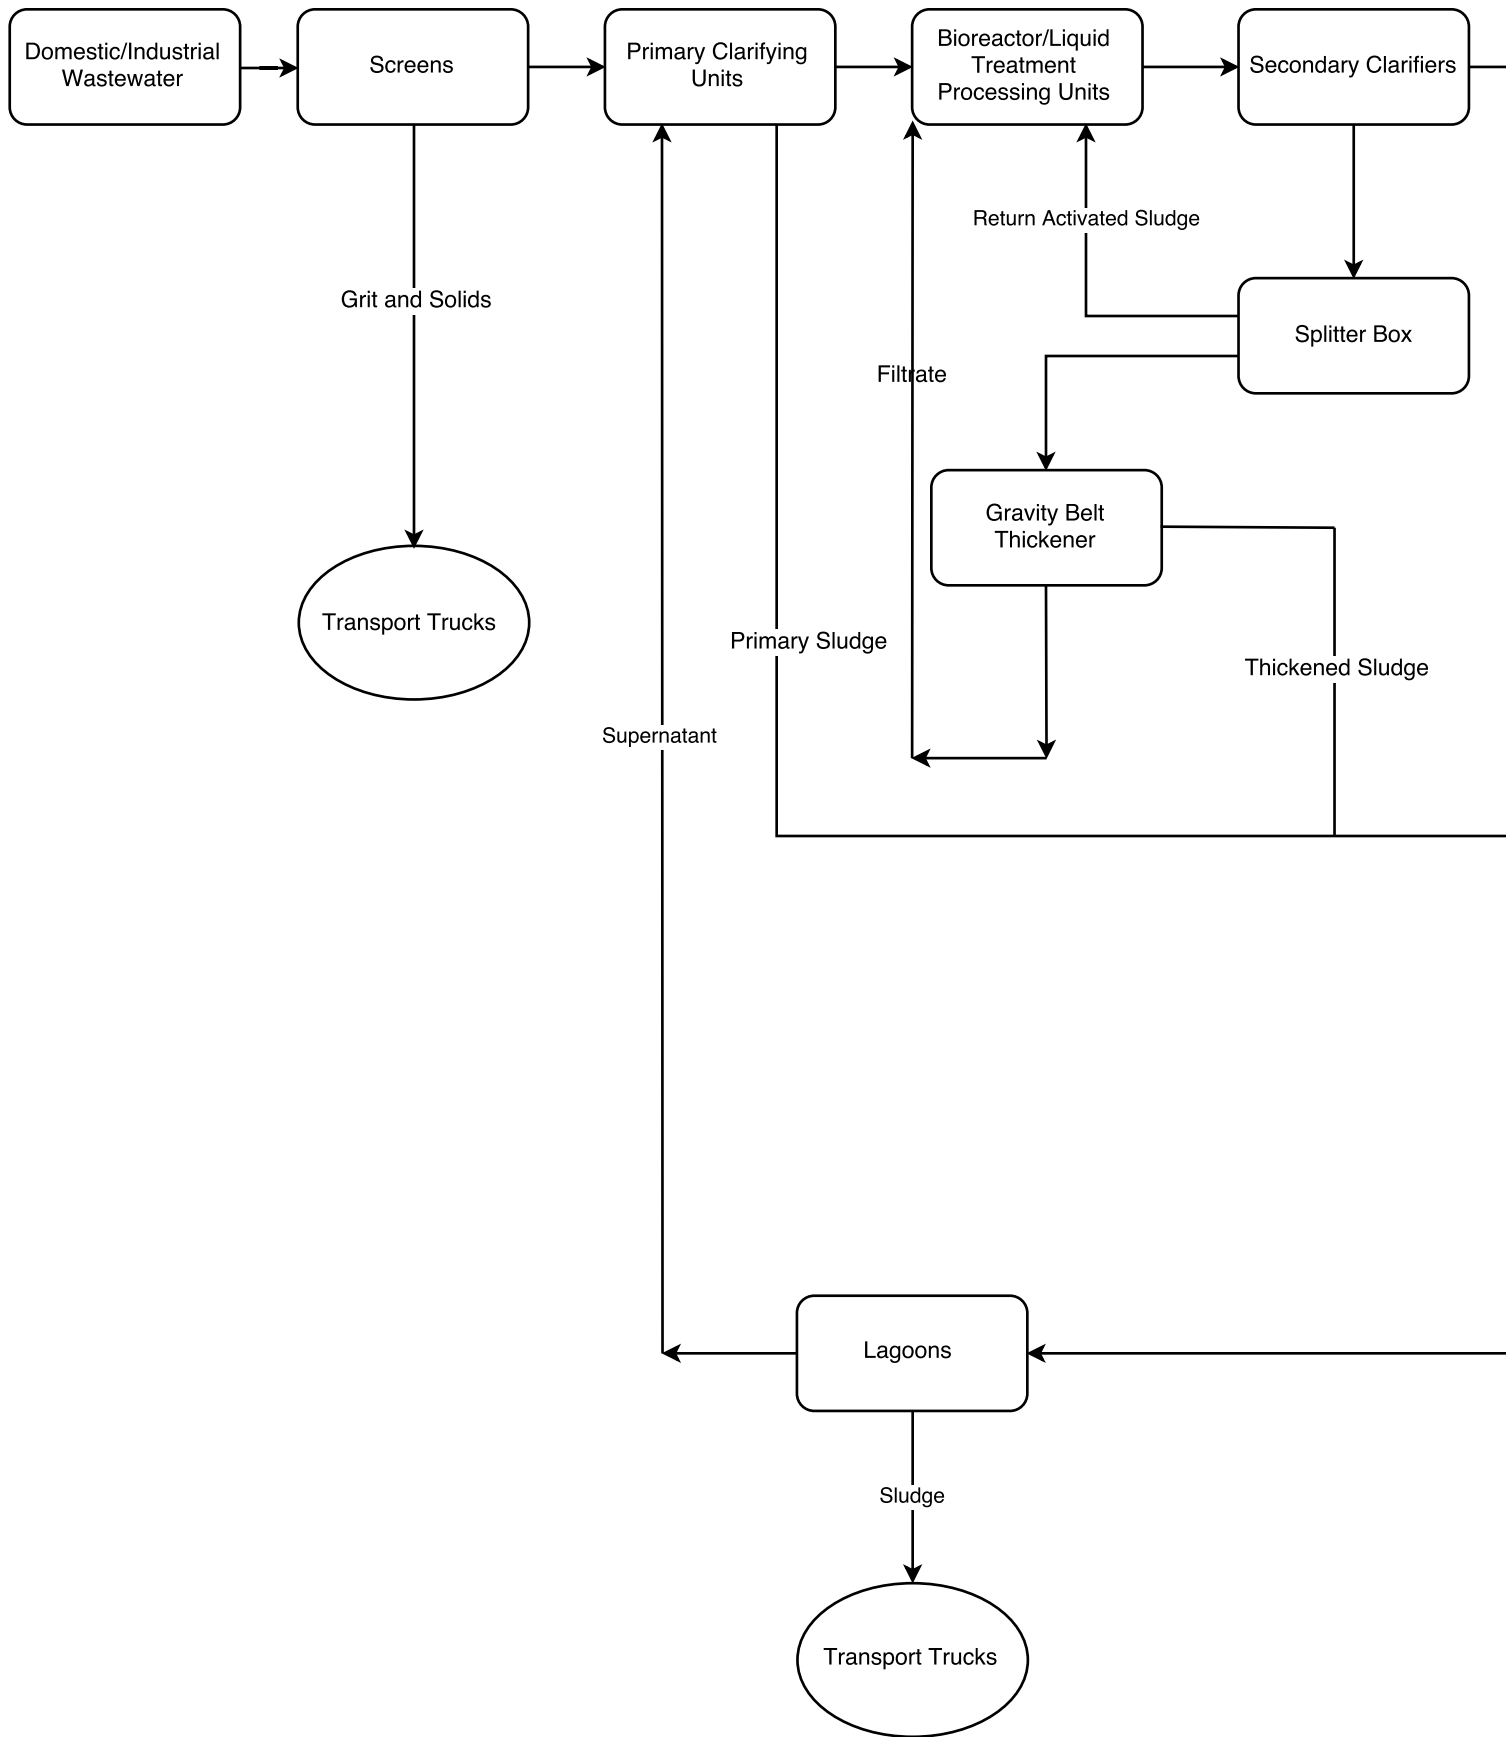 Domestic/Industrial
Wastewater
Screens
Primary Clarifying
Units
Bioreactor/Liquid
Treatment
Processing Units
Secondary Clarifiers
Return Activated Sludge
Grit and Solids
Splitter Box
Filtrate
Gravity Belt
Thickener
Transport Trucks
Primary Sludge
Thickened Sludge
Supernatant
Lagoons
Sludge
Transport Trucks